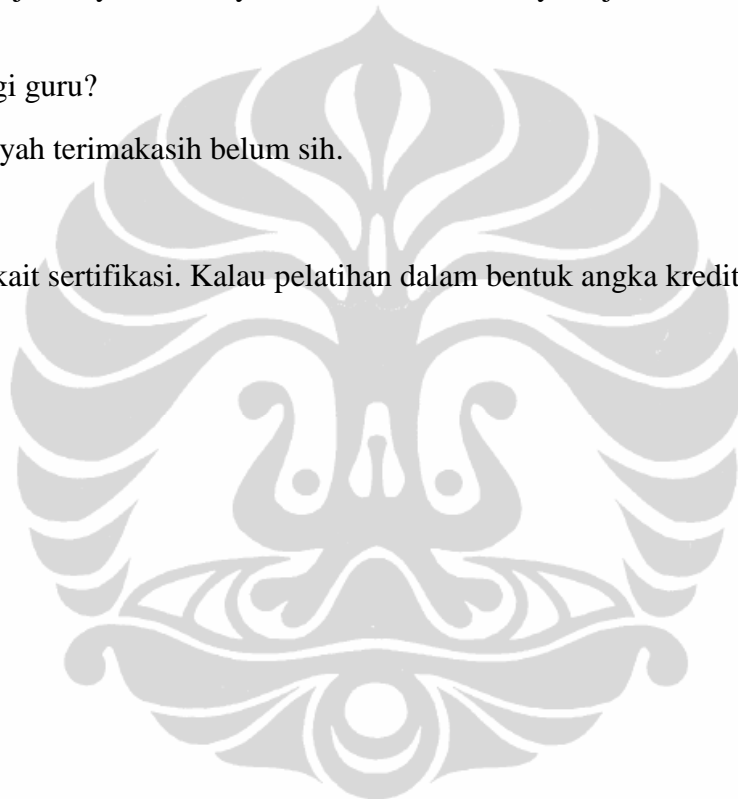 gi guru?
yah terimakasih belum sih.
kait sertifikasi. Kalau pelatihan dalam bentuk angka kredit